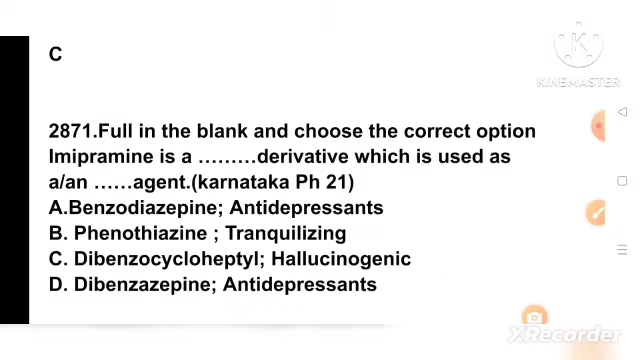 C
K
KINEMASTER
2871.Full in the blank and choose the correct option
Imipramine is a .........derivative which is used as
a/an ......agent.(karnataka Ph 21)
A.Benzodiazepine; Antidepressants
B. Phenothiazine ; Tranquilizing
C. Dibenzocycloheptyl; Hallucinogenic
D. Dibenzazepine; Antidepressants
XRecorder